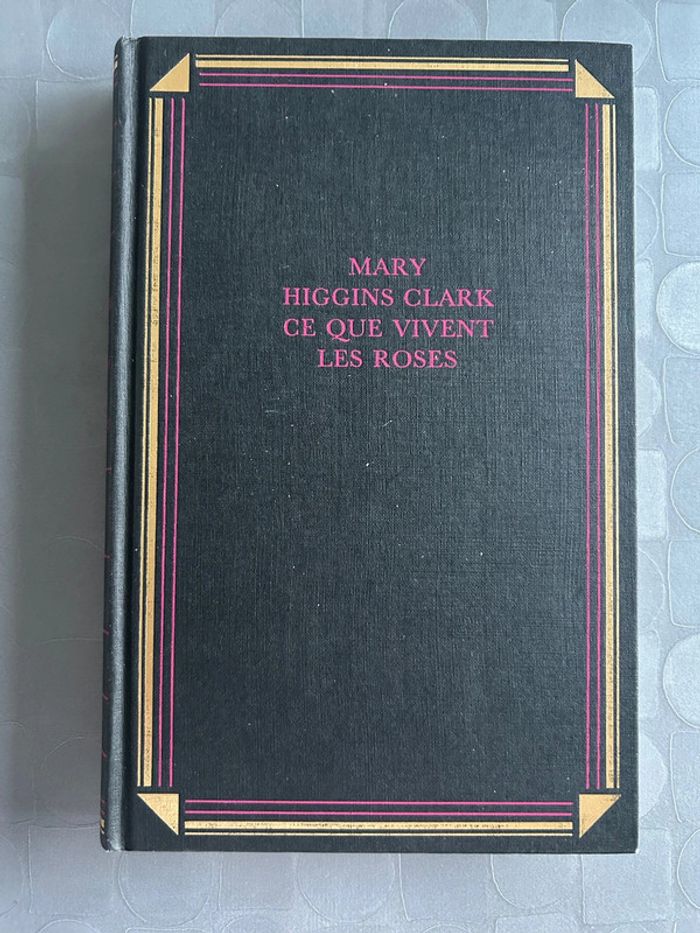 MARY
HIGGINS CLARK
CE QUE VIVENT
LES ROSES